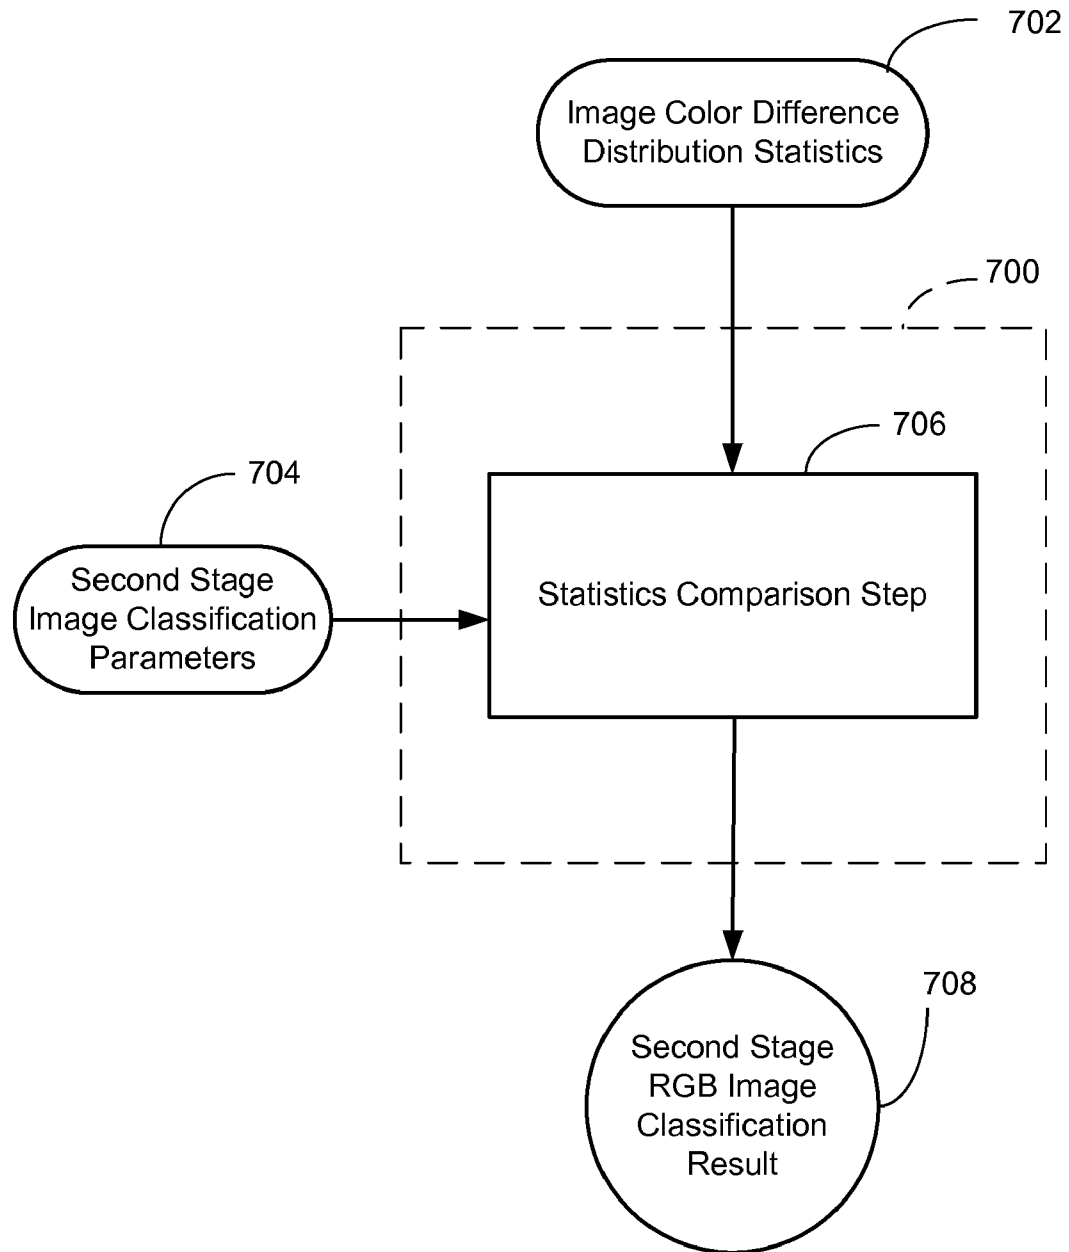 702
Image Color Difference
Distribution Statistics
700
706
704
Second Stage
Image Classification
Parameters
Statistics Comparison Step
708
Second Stage
RGB Image
Classification
Result